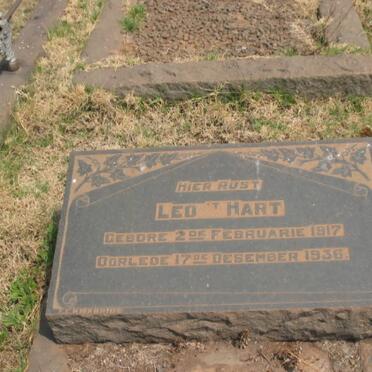 HIER RUST
LEO 'T HART
GEBORE 2DE FEBRUARIE 1917.
OORLEDE 17DE DESEMBER 1936.